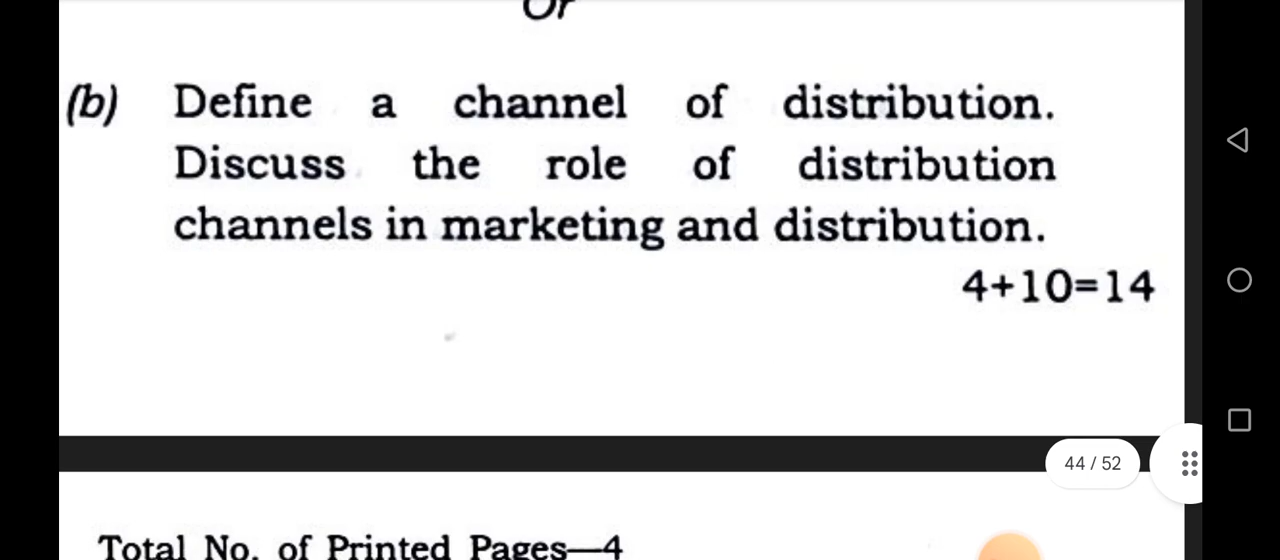 Or
(b) Define a channel of distribution.
Discuss the role of distribution
channels in marketing and distribution.
4+10=14
44 / 52
Total No. of Printed Pages—4